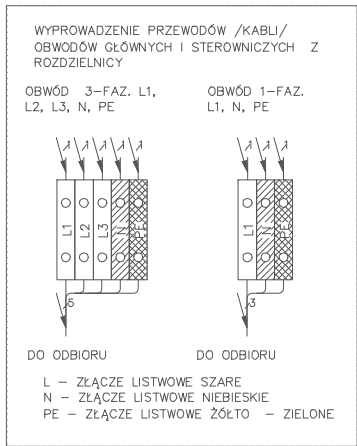 WYPROWADZENIE PRZEWODÓW /KABLI/
OBWODÓW GŁÓWNYCH I STEROWNICZYCH Z
ROZDZIELNICY
OBWÓD 3-FAZ. L1,
L2, L3, N, PE
OBWÓD 1-FAZ.
L1, N, PE
L1
L2
L3
N
PE
L1
N
PE
5
3
DO ODBIORU
DO ODBIORU
L – ZŁĄCZE LISTWOWE SZARE
N – ZŁĄCZE LISTWOWE NIEBIESKIE
PE – ZŁĄCZE LISTWOWE ŻÓŁTO – ZIELONE